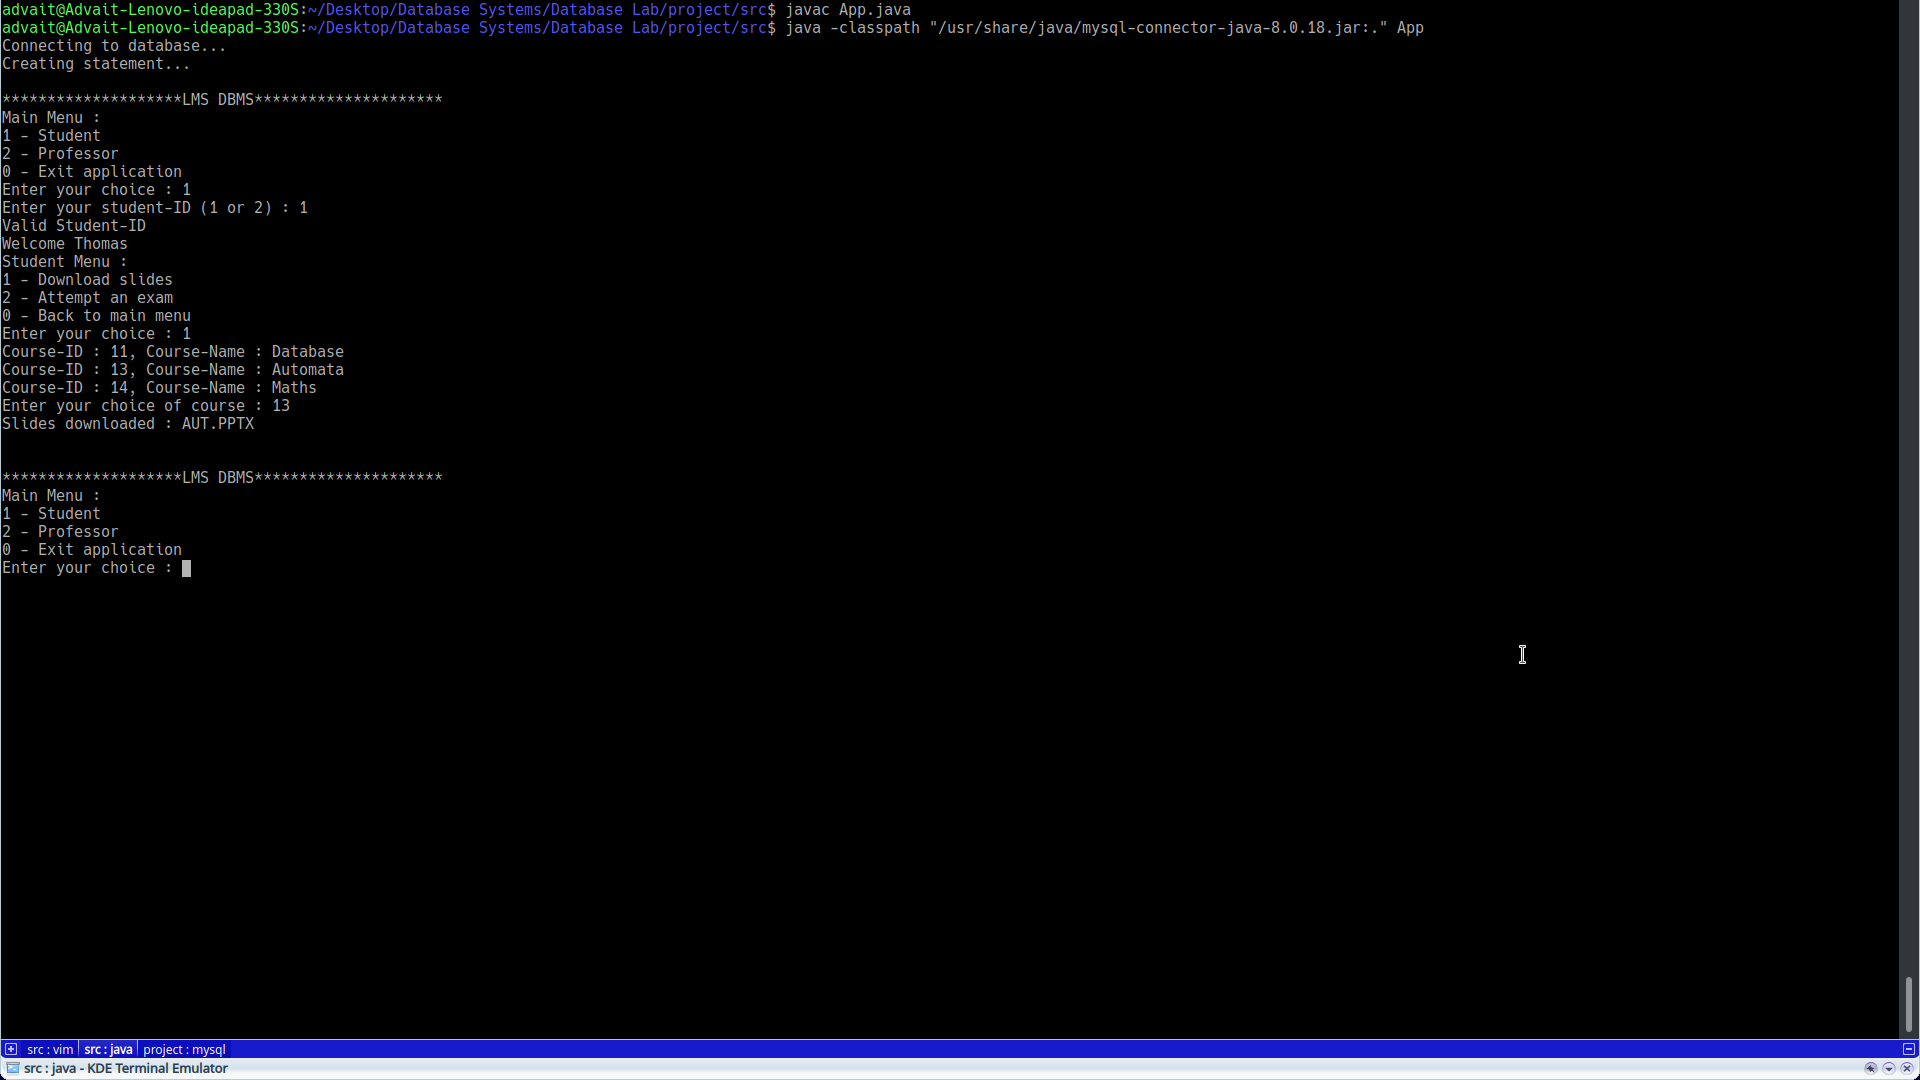 advait@Advait-Lenovo-ideapad-330S:~/Desktop/Database Systems/Database Lab/project/src$ javac App.java
advait@Advait-Lenovo-ideapad-330S:~/Desktop/Database Systems/Database Lab/project/src$ java -classpath "/usr/share/java/mysql-connector-java-8.0.18.jar:." App
Connecting to database...
Creating statement...
********************LMS DBMS*********************
Main Menu :
1 - Student
2 - Professor
0 - Exit application
Enter your choice : 1
Enter your student-ID (1 or 2) : 1
Valid Student-ID
Welcome Thomas
Student Menu :
1 - Download slides
2 - Attempt an exam
0 - Back to main menu
Enter your choice : 1
Course-ID : 11, Course-Name : Database
Course-ID : 13, Course-Name : Automata
Course-ID : 14, Course-Name : Maths
Enter your choice of course : 13
Slides downloaded : AUT.PPTX
********************LMS DBMS*********************
Main Menu :
1 - Student
2 - Professor
0 - Exit application
Enter your choice :
src : vim src : java project : mysql
src : java - KDE Terminal Emulator